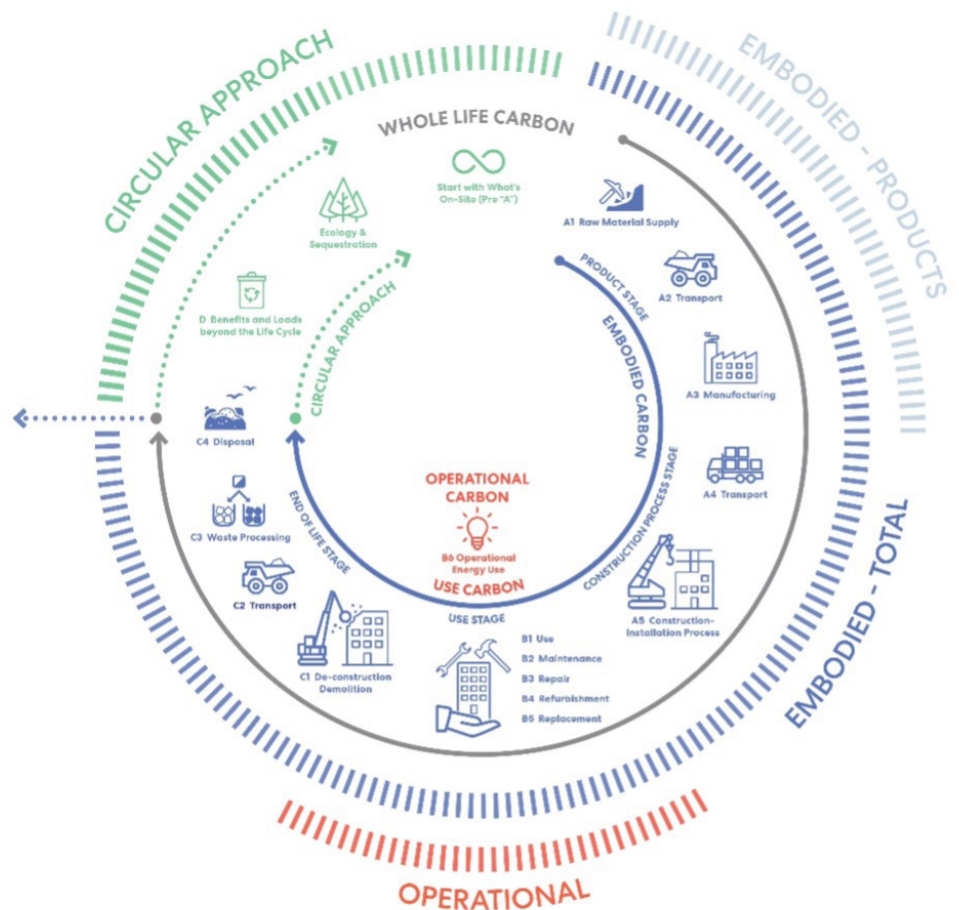 CIRCULAR APPROACH
EMBODIED - PRODUCTS
WHOLE LIFE CARBON
Start with What's
On-Site (Pre "A")
Ecology &
Sequestration
D Benefits and Loads
beyond the Life Cycle
CIRCULAR APPROACH
A1 Raw Material Supply
PRODUCT STAGE
A2 Transport
EMBODIED CARBON
A3 Manufacturing
A4 Transport
CONSTRUCTION PROCESS STAGE
A5 Construction-
Installation Process
EMBODIED - TOTAL
OPERATIONAL
CARBON
B6 Operational
Energy Use
USE CARBON
USE STAGE
B1 Use
B2 Maintenance
B3 Repair
B4 Refurbishment
B5 Replacement
END OF LIFE STAGE
C1 De-construction
Demolition
C2 Transport
C3 Waste Processing
C4 Disposal
OPERATIONAL